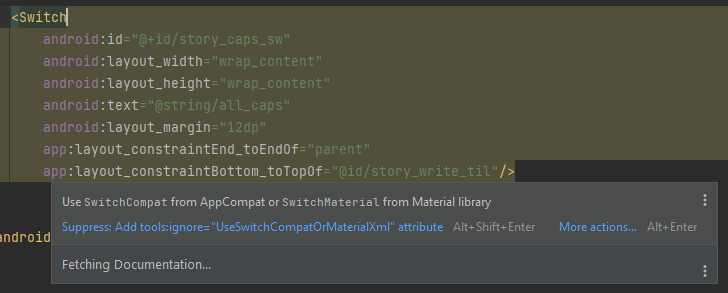 <Switch
android:id="@+id/story_caps_sw"
android:layout_width="wrap_content"
android:layout_height="wrap_content"
android:text="@string/all_caps"
android:layout_margin="12dp"
app:layout_constraintEnd_toEndOf="parent"
app:layout_constraintBottom_toTopOf="@id/story_write_til"/>
Use SwitchCompat from AppCompat or SwitchMaterial from Material library
android
Suppress: Add tools:ignore="UseSwitchCompatOrMaterialXml" attribute Alt+Shift+Enter More actions... Alt+Enter
Fetching Documentation...